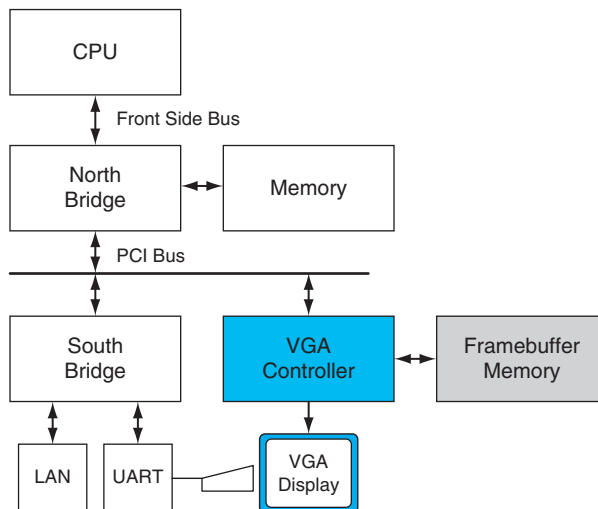 CPU
Front Side Bus
North
Bridge
Memory
PCI Bus
South
Bridge
VGA
Controller
Framebuffer
Memory
LAN
UART
VGA
Display